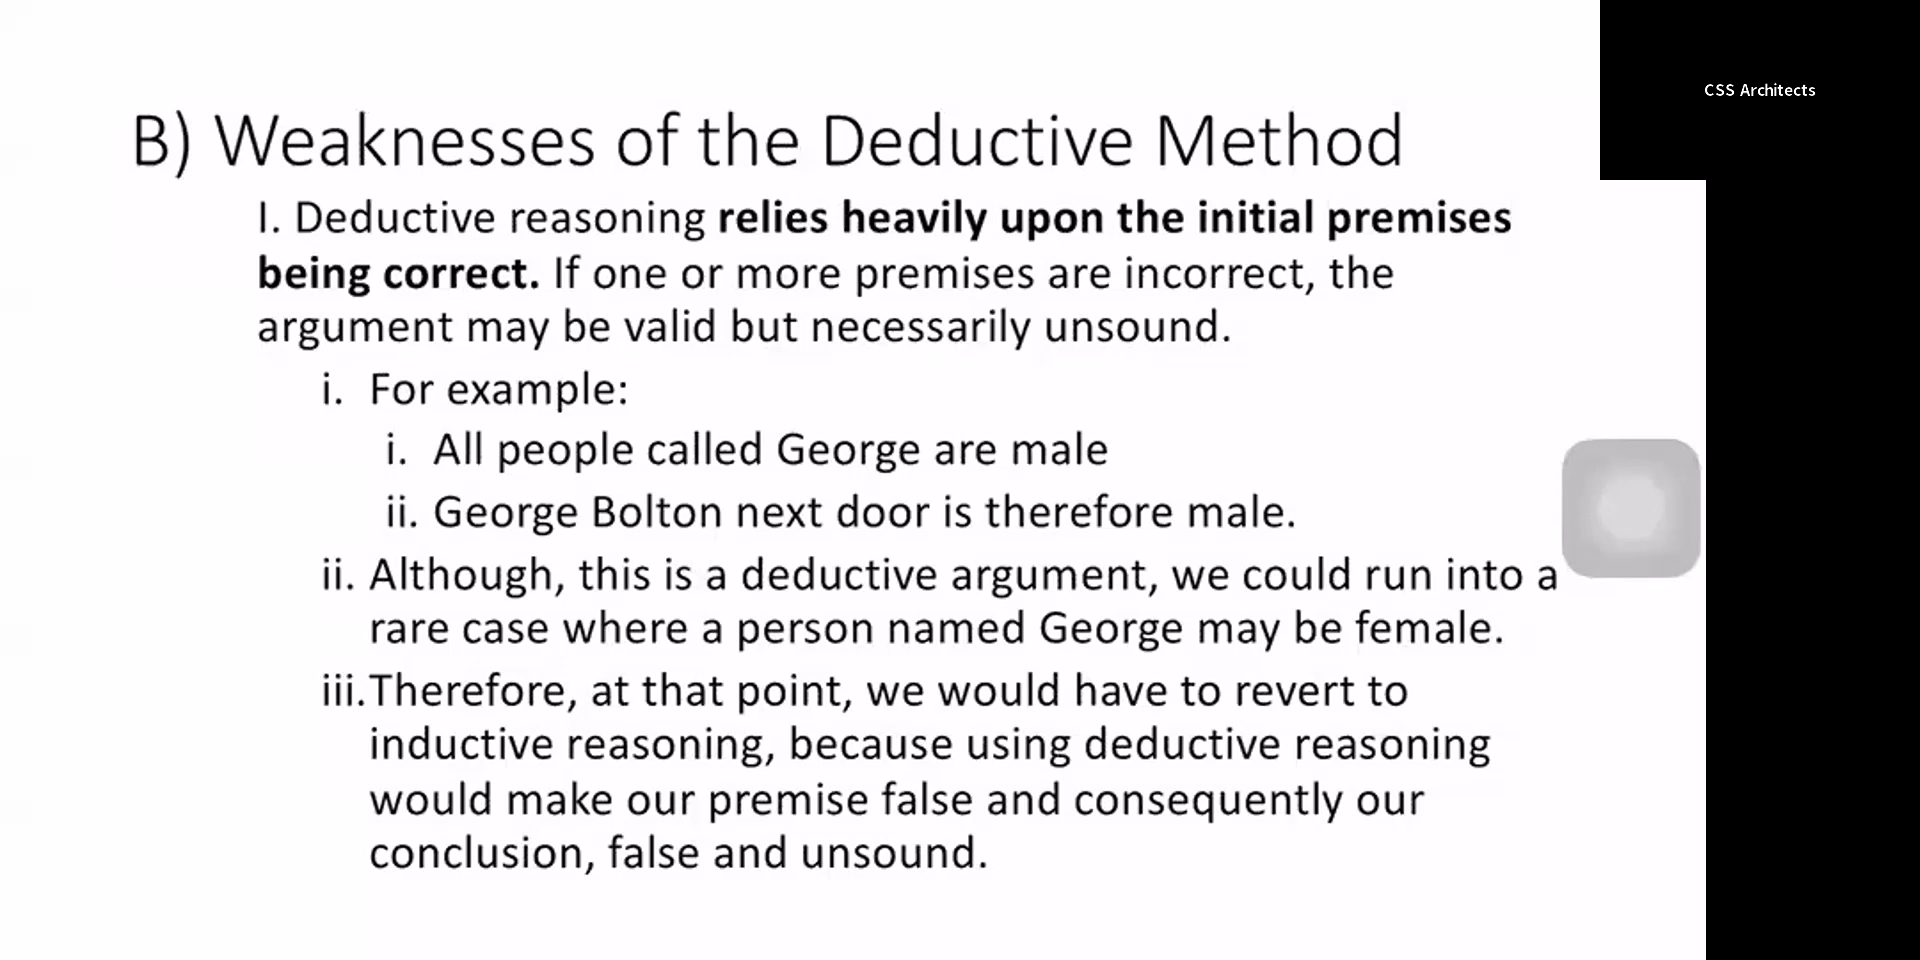 CSS Architects
B) Weaknesses of the Deductive Method
I. Deductive reasoning relies heavily upon the initial premises
being correct. If one or more premises are incorrect, the
argument may be valid but necessarily unsound.
i. For example:
i. All people called George are male
ii. George Bolton next door is therefore male.
ii. Although, this is a deductive argument, we could run into a
rare case where a person named George may be female.
iii. Therefore, at that point, we would have to revert to
inductive reasoning, because using deductive reasoning
would make our premise false and consequently our
conclusion, false and unsound.